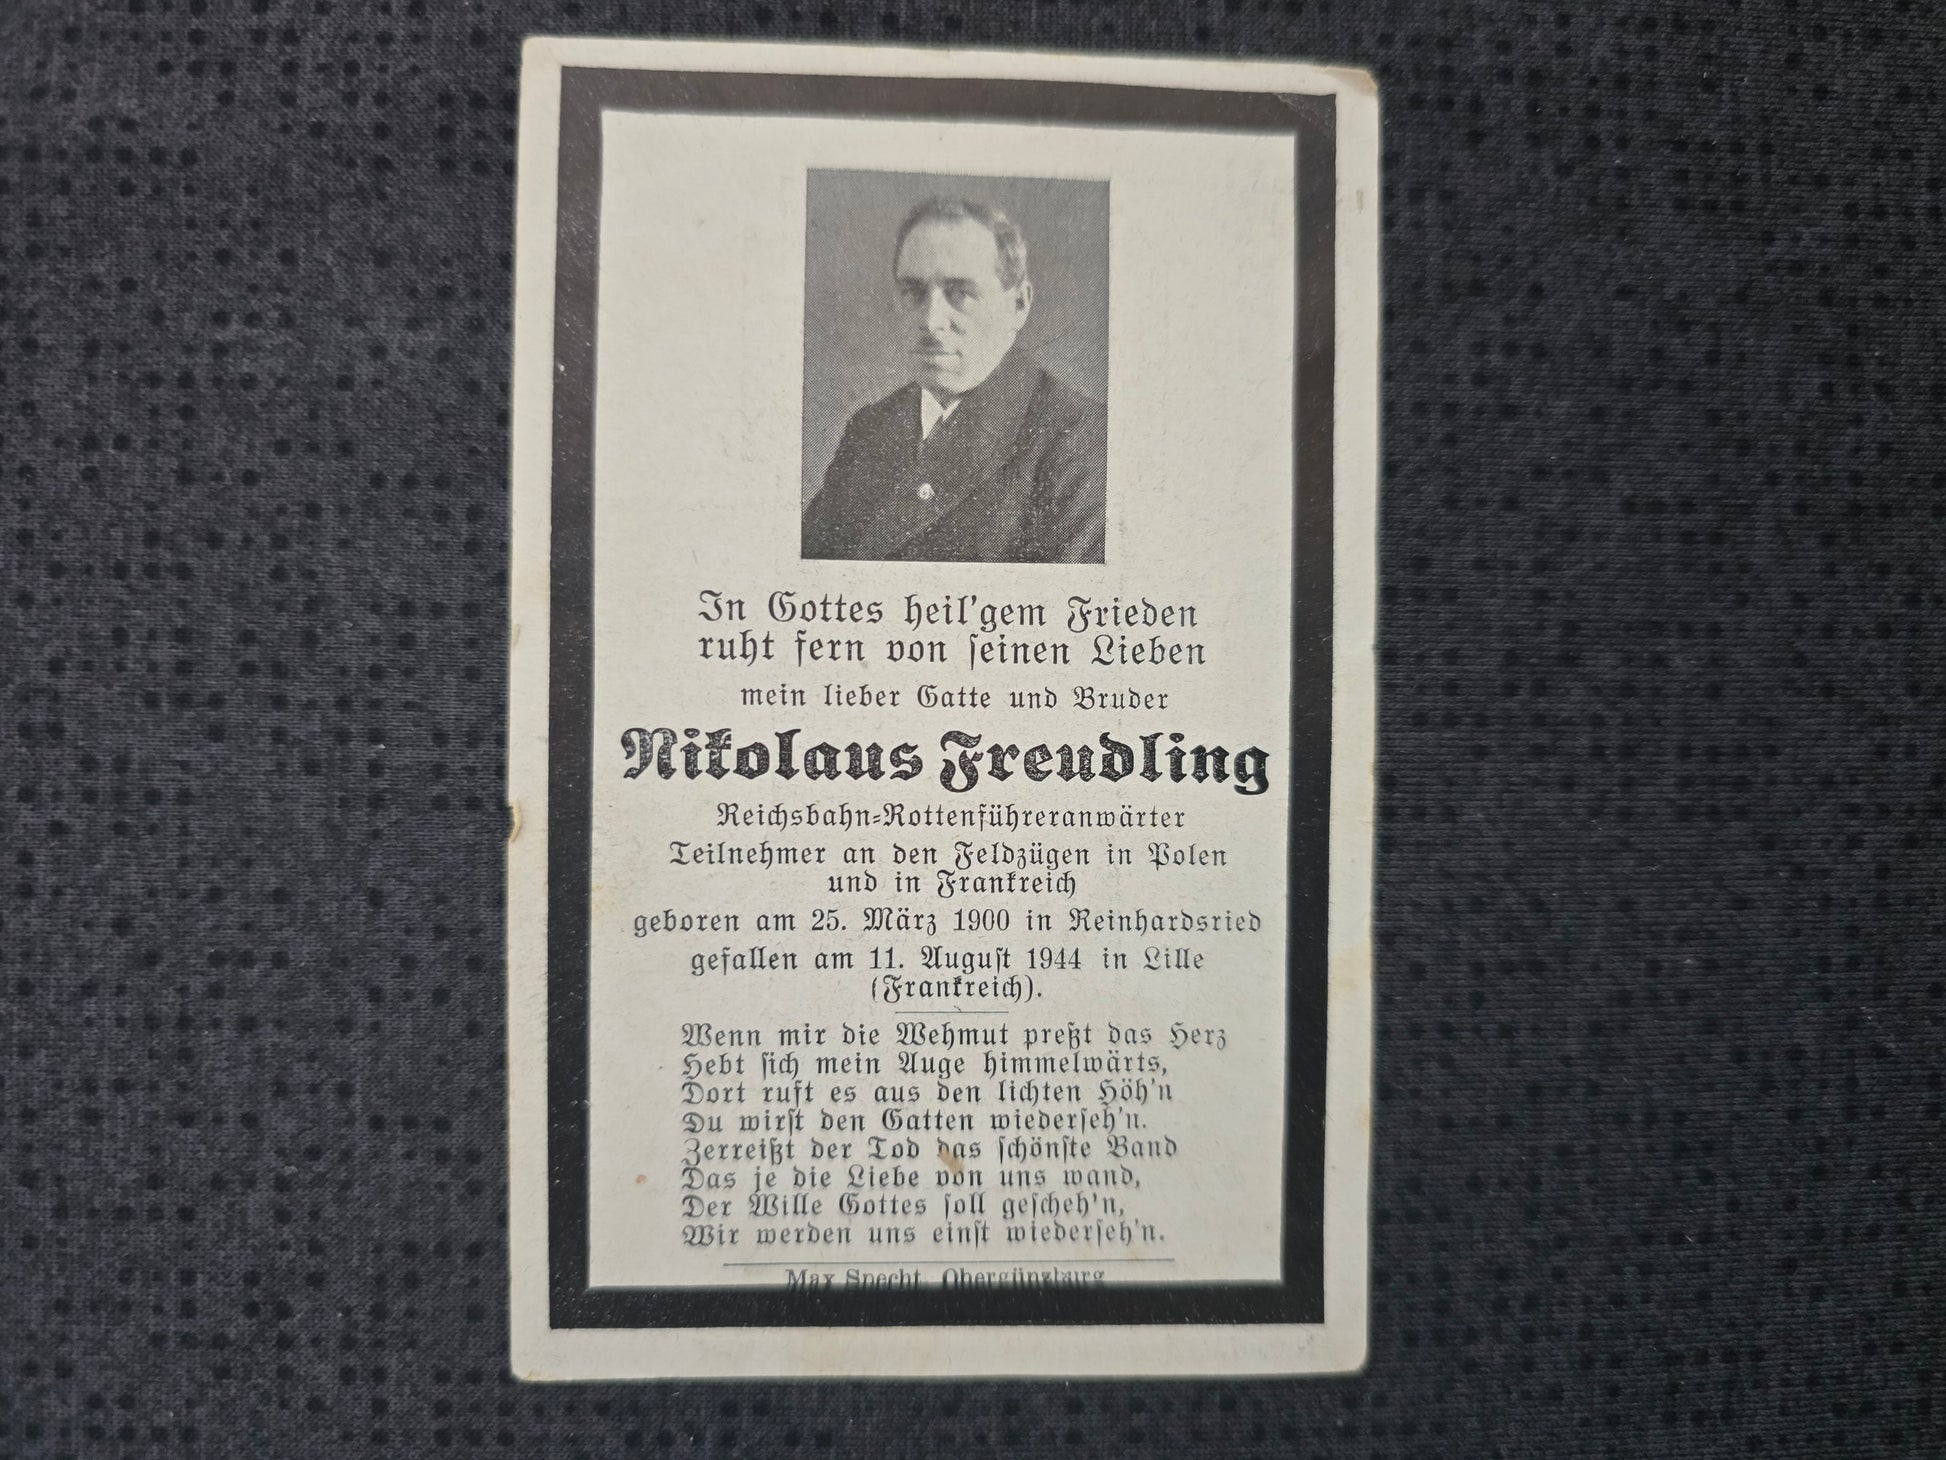 In Gottes heil'gem Frieden
ruht fern von seinen Lieben
mein lieber Gatte und Bruder
Nikolaus Freudling
Reichsbahn-Rottenführeranwärter
Teilnehmer an den Feldzügen in Polen
und in Frankreich
geboren am 25. März 1900 in Reinhardsried
gefallen am 11. August 1944 in Lille
(Frankreich).
Wenn mir die Wehmut preßt das Herz
Hebt sich mein Auge himmelwärts,
Dort ruft es aus den lichten Höh'n
Du wirst den Gatten wiederseh'n.
Zerreißt der Tod das schönste Band
Das je die Liebe von uns wand,
Der Wille Gottes soll gescheh'n,
Wir werden uns einst wiederseh'n.
Max Specht, Obergünzburg